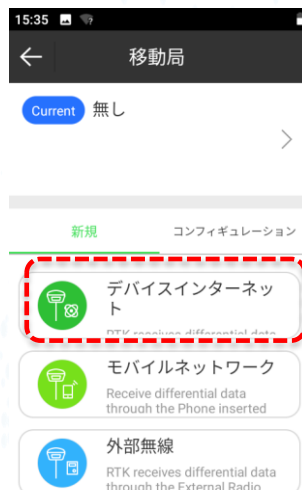 15:35
移動局
Current 無し
新規 コンフィギュレーション
デバイスインターネッ
ト
RTK receives differential data
モバイルネットワーク
Receive differential data
through the Phone inserted
外部無線
RTK receives differential data
through the External Radio